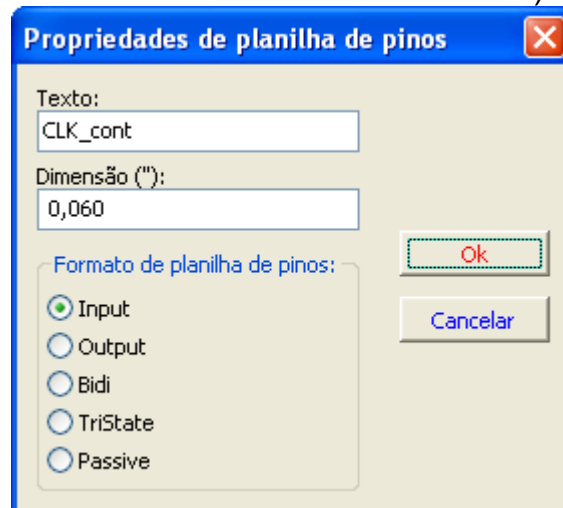 Propriedades de planilha de pinos
Texto:
CLK_cont
Dimensão ("):
0,060
Formato de planilha de pinos:
Input
Output
Bidi
TriState
Passive
Ok
Cancelar